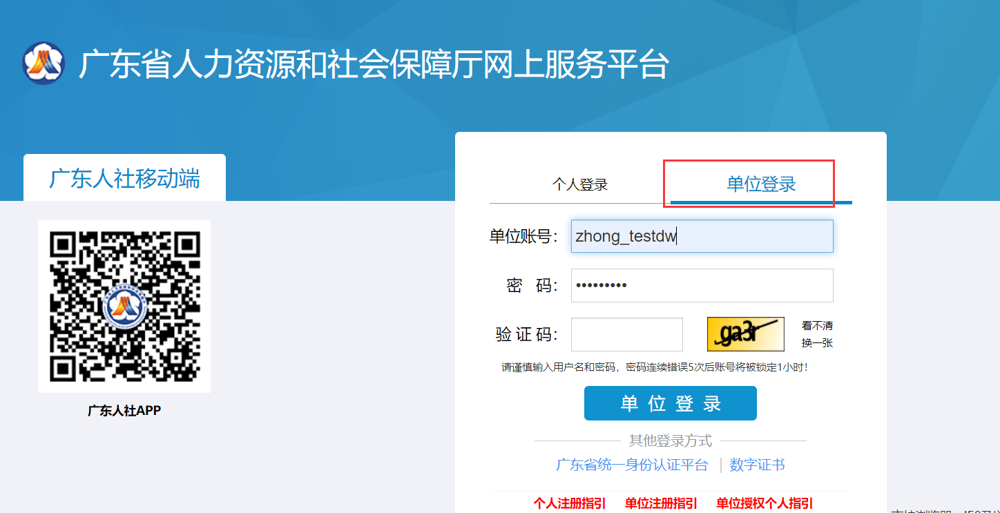 广东省人力资源和社会保障厅网上服务平台
广东人社移动端
广东人社APP
个人登录
单位登录
单位账号：
zhong_testdw
密 码：
•••••••••
验 证 码：
ga3r
看不清
换一张
请谨慎输入用户名和密码，密码连续错误5次后账号将被锁定1小时！
单 位 登 录
其他登录方式
广东省统一身份认证平台 | 数字证书
个人注册指引 单位注册指引 单位授权个人指引